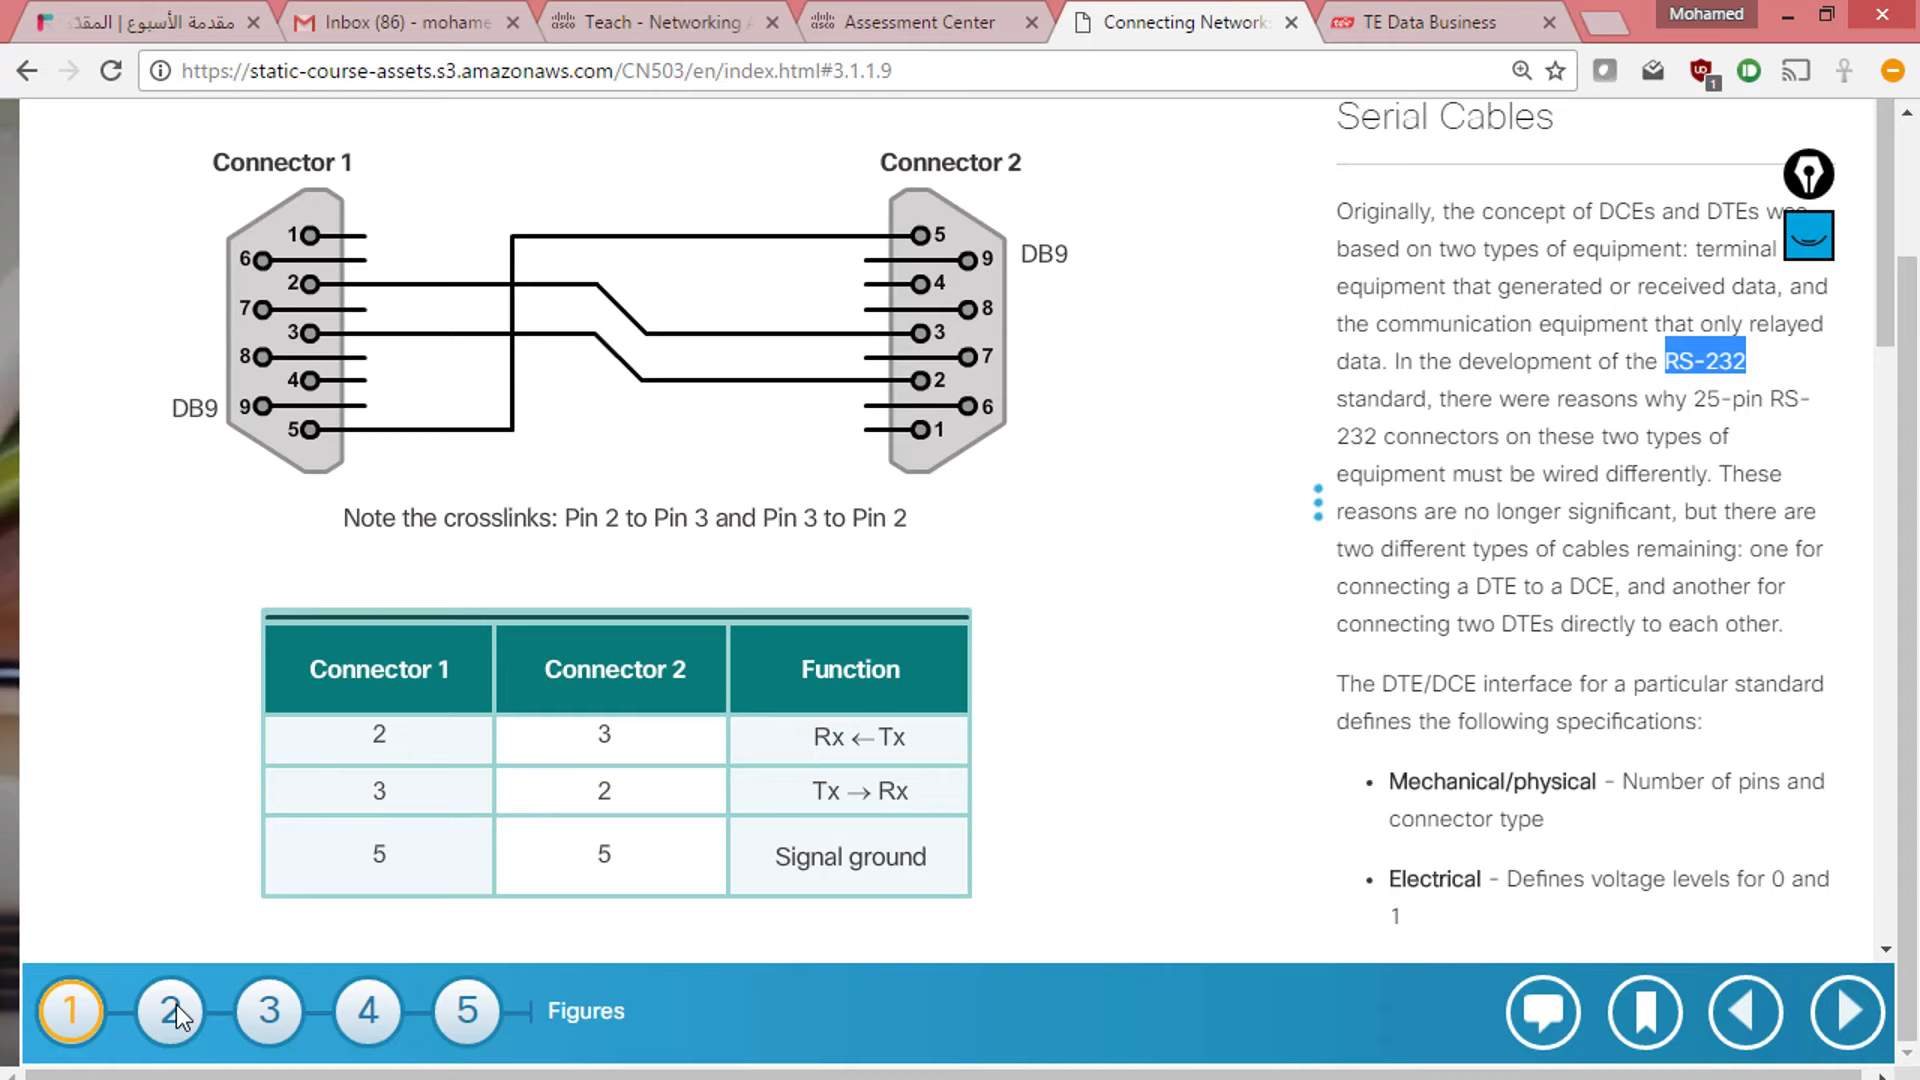 مقدمة الأسبوع | المقدّ
Inbox (86) - mohame
Teach - Networking
Assessment Center
Connecting Network
TE Data Business
Mohamed
https://static-course-assets.s3.amazonaws.com/CN503/en/index.html#3.1.1.9
1
Connector 1
Connector 2
1
6
2
7
3
8
4
9
5
DB9
5
9
4
8
3
7
2
6
1
DB9
Note the crosslinks: Pin 2 to Pin 3 and Pin 3 to Pin 2
Connector 1 Connector 2 Function
2 3 Rx ← Tx
3 2 Tx → Rx
5 5 Signal ground
Serial Cables
Originally, the concept of DCEs and DTEs was
based on two types of equipment: terminal
equipment that generated or received data, and
the communication equipment that only relayed
data. In the development of the RS-232
standard, there were reasons why 25-pin RS-
232 connectors on these two types of
equipment must be wired differently. These
reasons are no longer significant, but there are
two different types of cables remaining: one for
connecting a DTE to a DCE, and another for
connecting two DTEs directly to each other.
The DTE/DCE interface for a particular standard
defines the following specifications:
• Mechanical/physical - Number of pins and
connector type
• Electrical - Defines voltage levels for 0 and
1
1 2 3 4 5 Figures